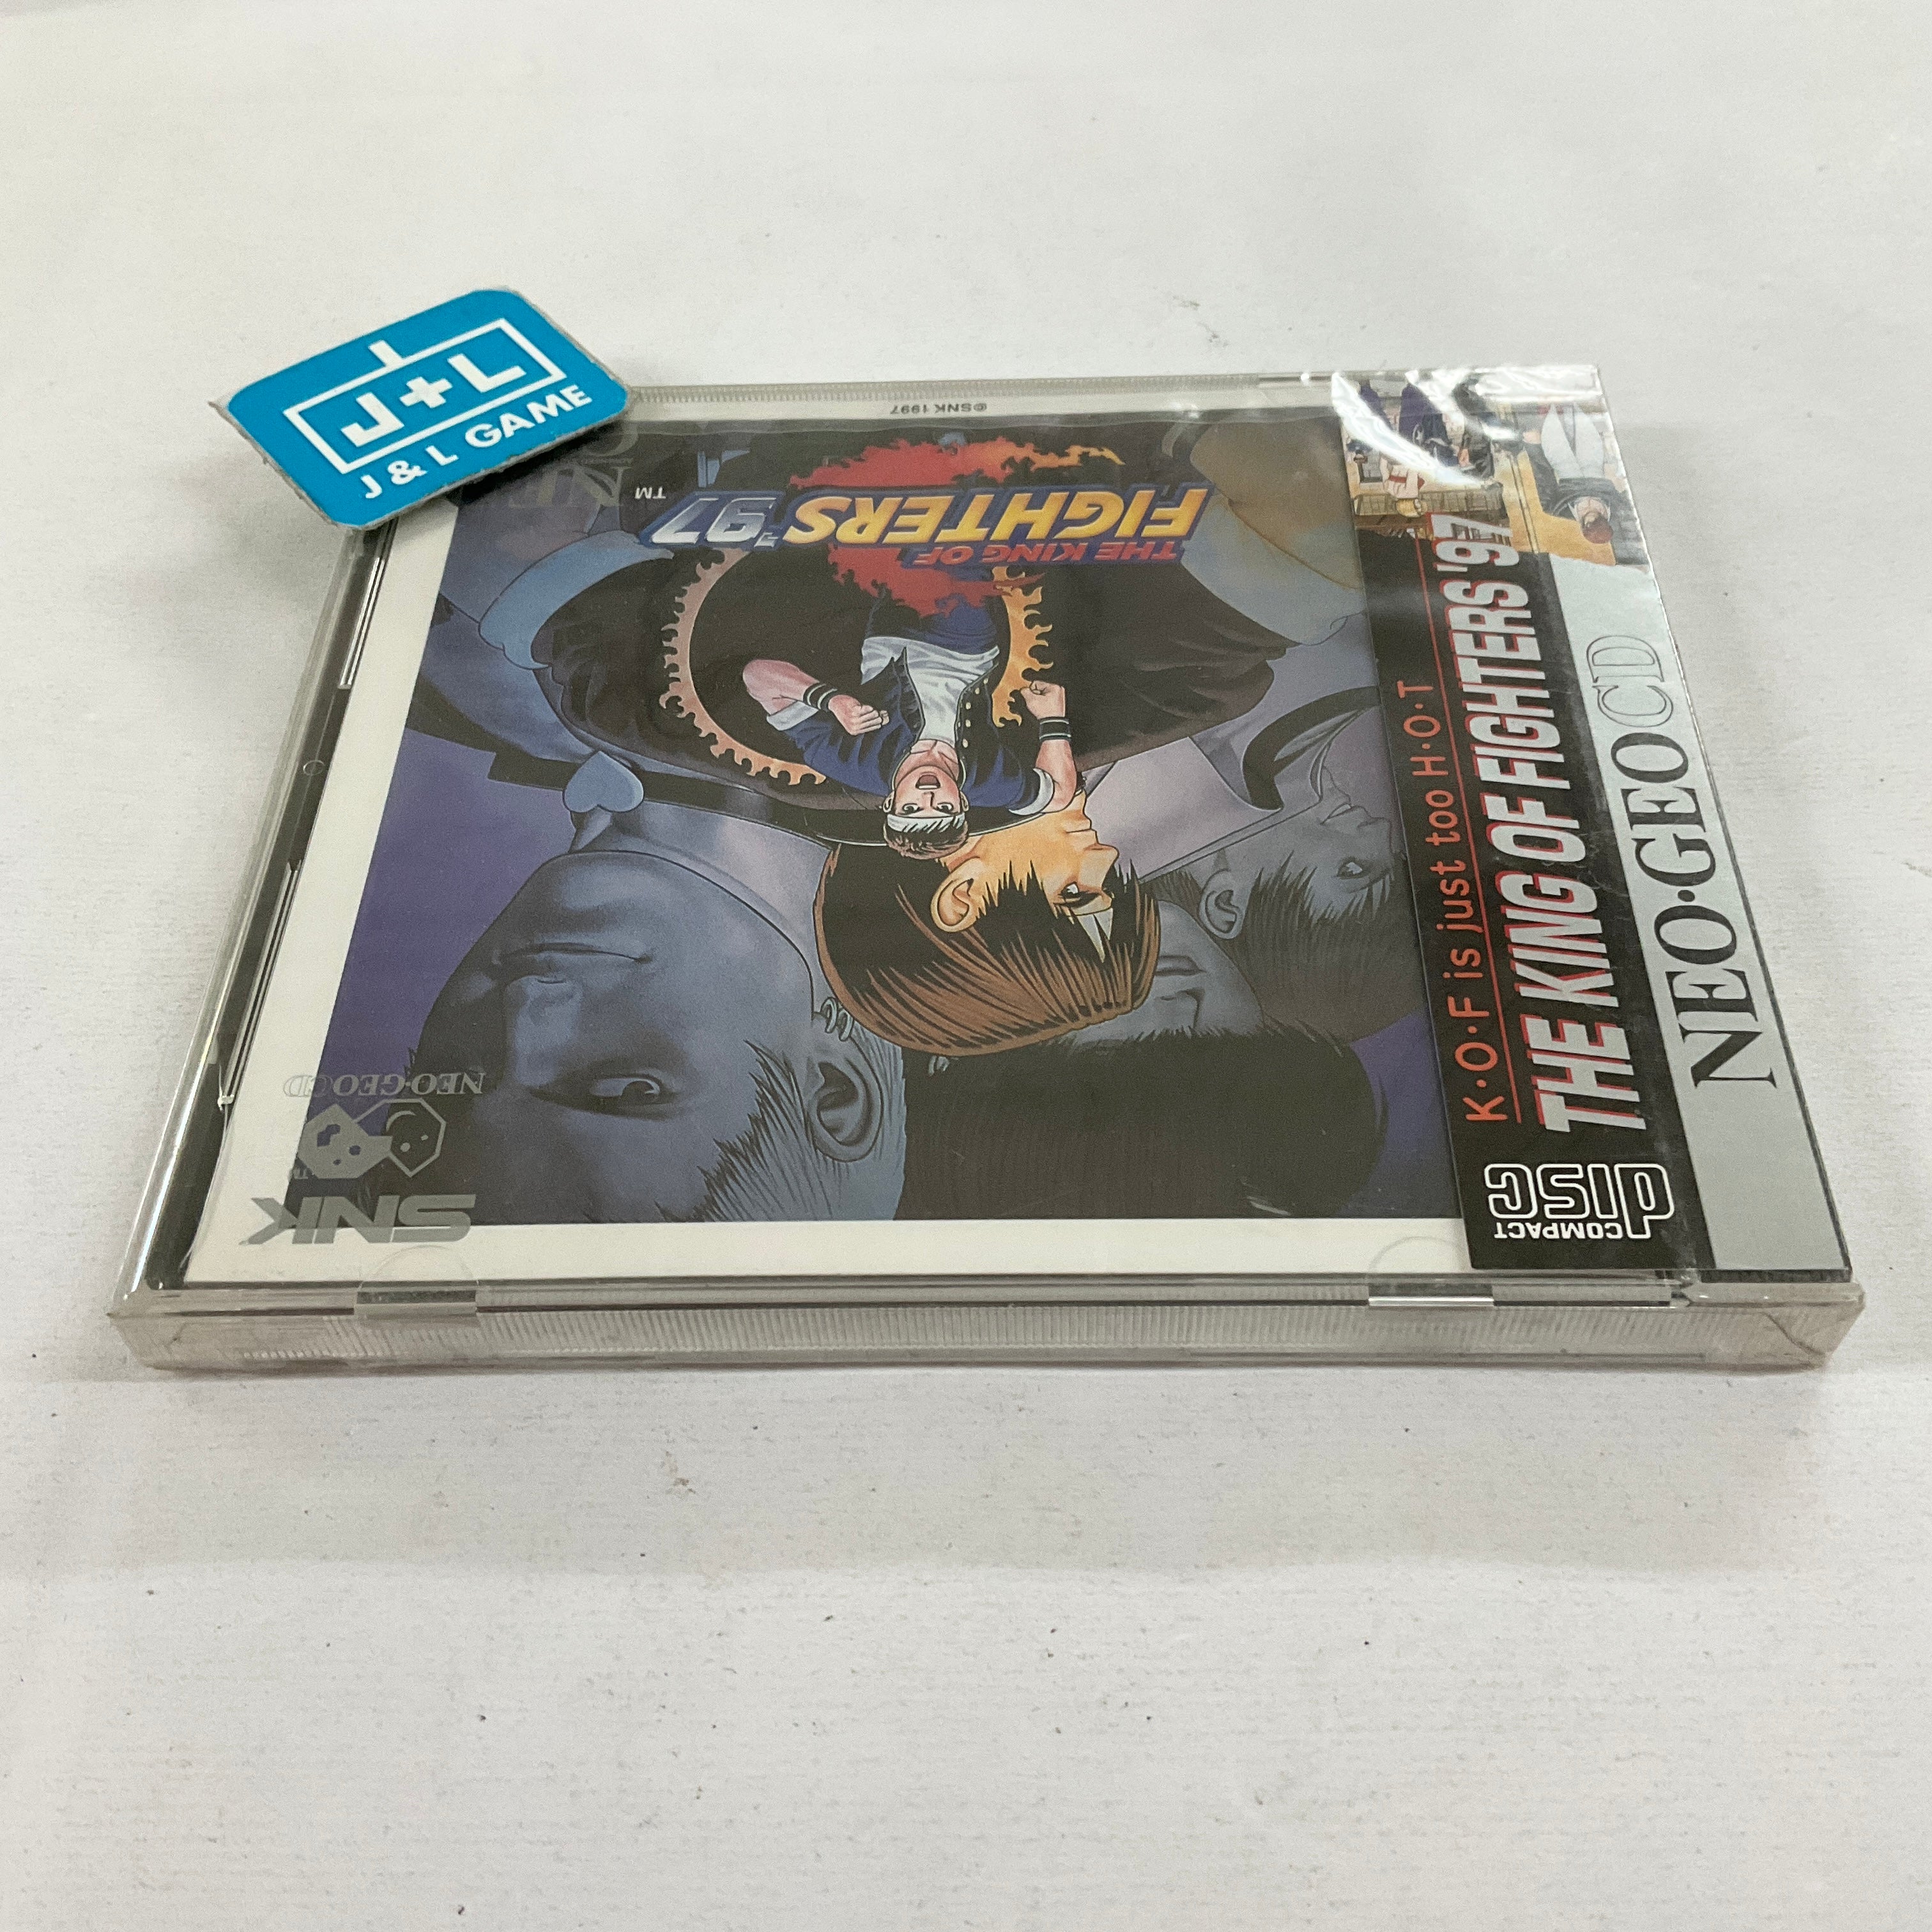 J+L
J & L GAME
©SNK 1997
THE KING OF
FIGHTERS '97 ™
NEO•GEO CD
SNK
K•O•F is just too H•O•T
THE KING OF FIGHTERS '97
COMPACT
disc
NEO•GEO CD